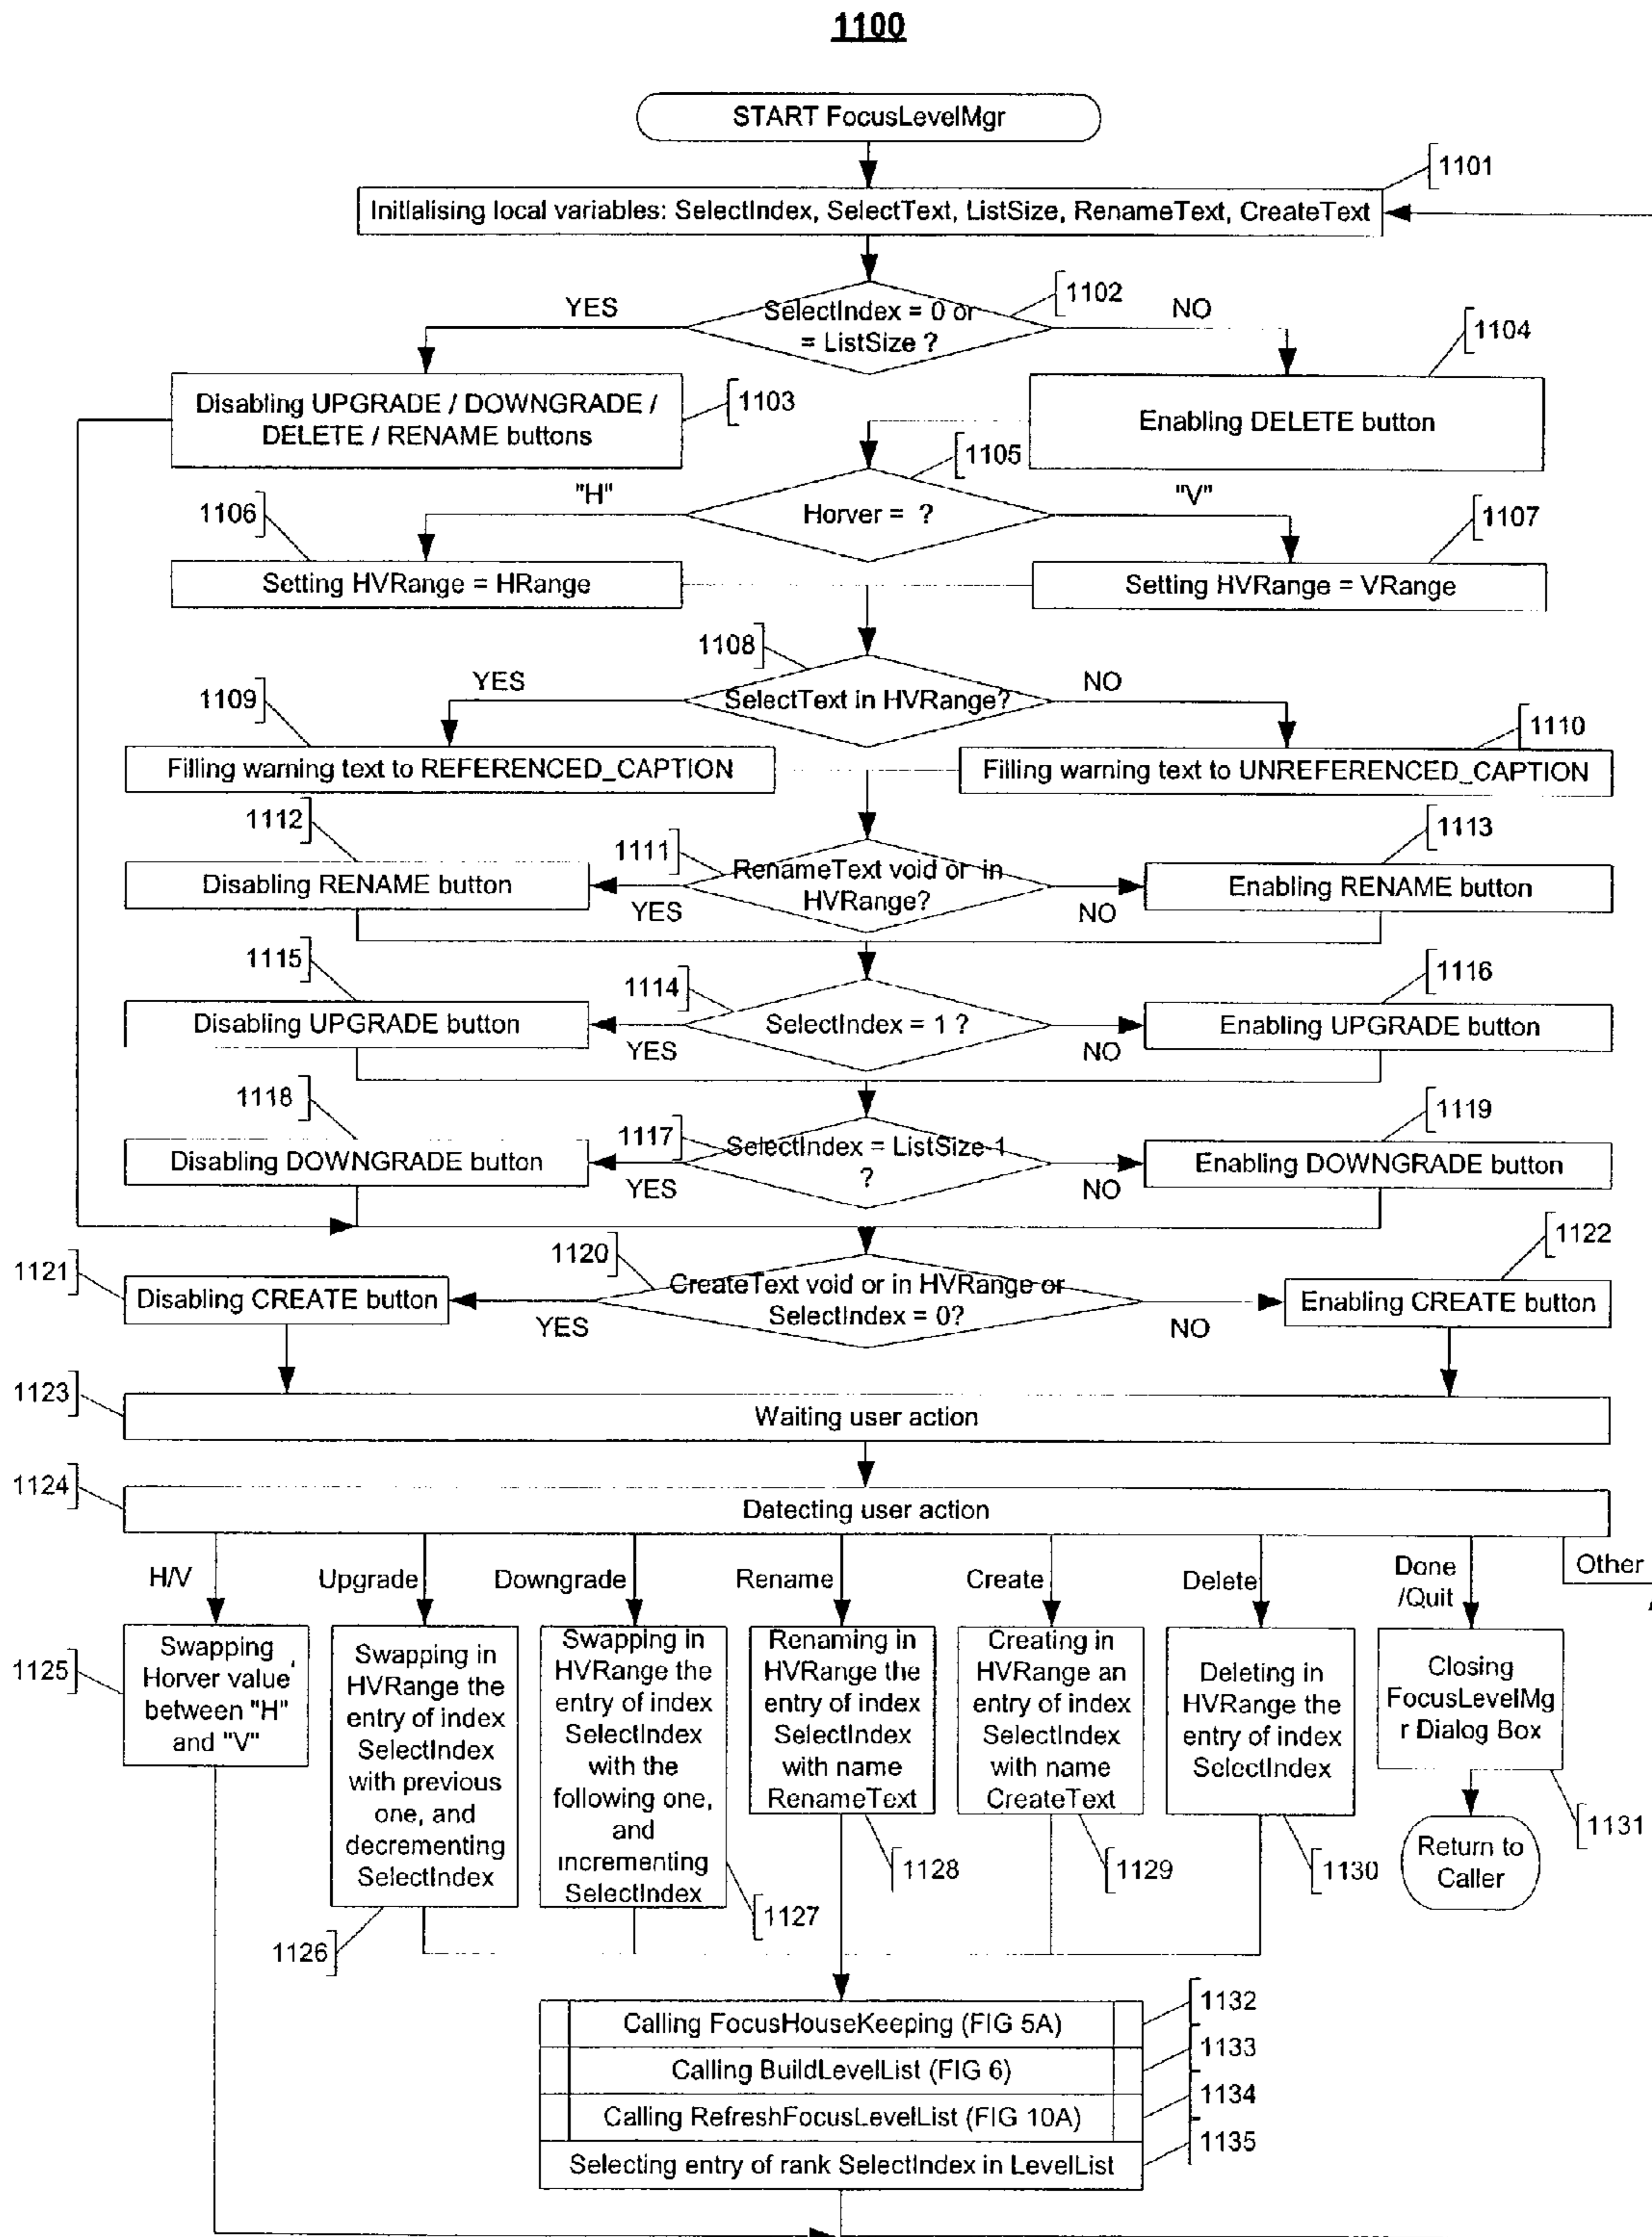 1100
START FocusLevelMgr
1101
Initialising local variables: SelectIndex, SelectText, ListSize, RenameText, CreateText
1102
YES
SelectIndex = 0 or
= ListSize ?
NO
1104
Disabling UPGRADE / DOWNGRADE /
DELETE / RENAME buttons
1103
Enabling DELETE button
1105
1106
"H"
Horver = ?
"V"
1107
Setting HVRange = HRange
Setting HVRange = VRange
1108
1109
YES
SelectText in HVRange?
NO
1110
Filling warning text to REFERENCED_CAPTION
Filling warning text to UNREFERENCED_CAPTION
1112
1111
1113
Disabling RENAME button
YES
RenameText void or in
HVRange?
NO
Enabling RENAME button
1115
1114
1116
Disabling UPGRADE button
YES
SelectIndex = 1 ?
NO
Enabling UPGRADE button
1118
1117
1119
Disabling DOWNGRADE button
YES
SelectIndex = ListSize-1
?
NO
Enabling DOWNGRADE button
1120
1122
1121
Disabling CREATE button
YES
CreateText void or in HVRange or
SelectIndex = 0?
NO
Enabling CREATE button
1123
Waiting user action
1124
Detecting user action
H/V
Upgrade
Downgrade
Rename
Create
Delete
Done
/Quit
Other
1125
Swapping
Horver value
between "H"
and "V"
Swapping in
HVRange the
entry of index
SelectIndex
with previous
one, and
decrementing
SelectIndex
Swapping in
HVRange the
entry of index
SelectIndex
with the
following one,
and
incrementing
SelectIndex
Renaming in
HVRange the
entry of index
SelectIndex
with name
RenameText
Creating in
HVRange an
entry of index
SelectIndex
with name
CreateText
Deleting in
HVRange the
entry of index
SelectIndex
Closing
FocusLevelMg
r Dialog Box
1131
Return to
Caller
1126
1127
1128
1129
1130
Calling FocusHouseKeeping (FIG 5A)
1132
Calling BuildLevelList (FIG 6)
1133
Calling RefreshFocusLevelList (FIG 10A)
1134
Selecting entry of rank SelectIndex in LevelList
1135